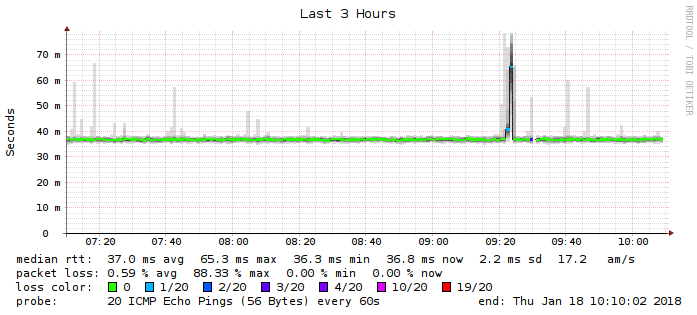 Last 3 Hours
RRDTOOL / TOBI OETIKER
Seconds
70 m
60 m
50 m
40 m
30 m
20 m
10 m
0
07:20 07:40 08:00 08:20 08:40 09:00 09:20 09:40 10:00
median rtt: 37.0 ms avg 65.3 ms max 36.3 ms min 36.8 ms now 2.2 ms sd 17.2 am/s
packet loss: 0.59 % avg 88.33 % max 0.00 % min 0.00 % now
loss color: 0 1/20 2/20 3/20 4/20 10/20 19/20
probe: 20 ICMP Echo Pings (56 Bytes) every 60s end: Thu Jan 18 10:10:02 2018